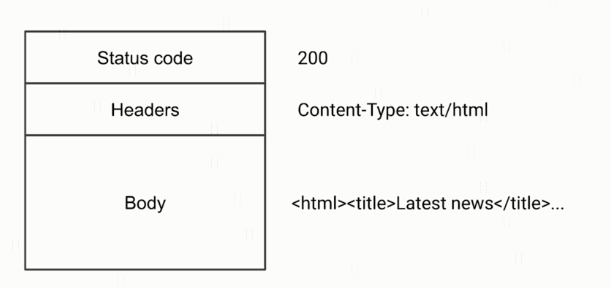 Status code 200
Headers Content-Type: text/html
Body <html><title>Latest news</title>...